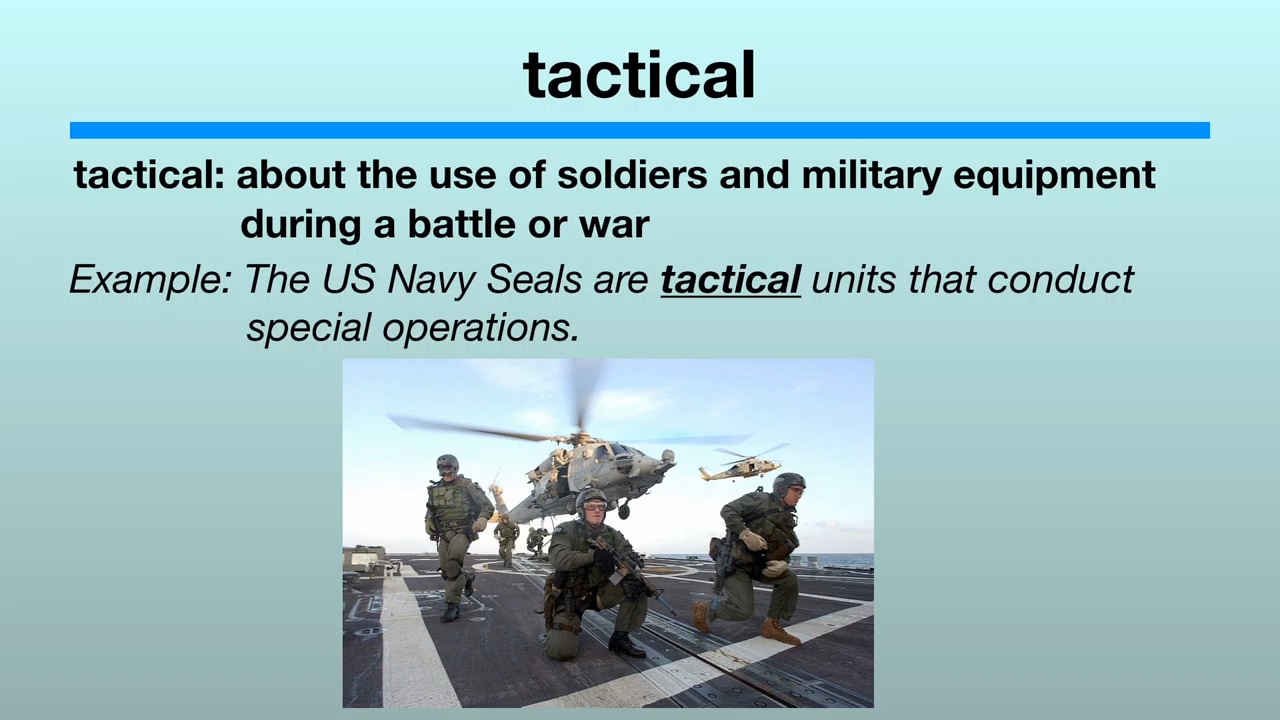 tactical
tactical: about the use of soldiers and military equipment
during a battle or war
Example: The US Navy Seals are tactical units that conduct
special operations.